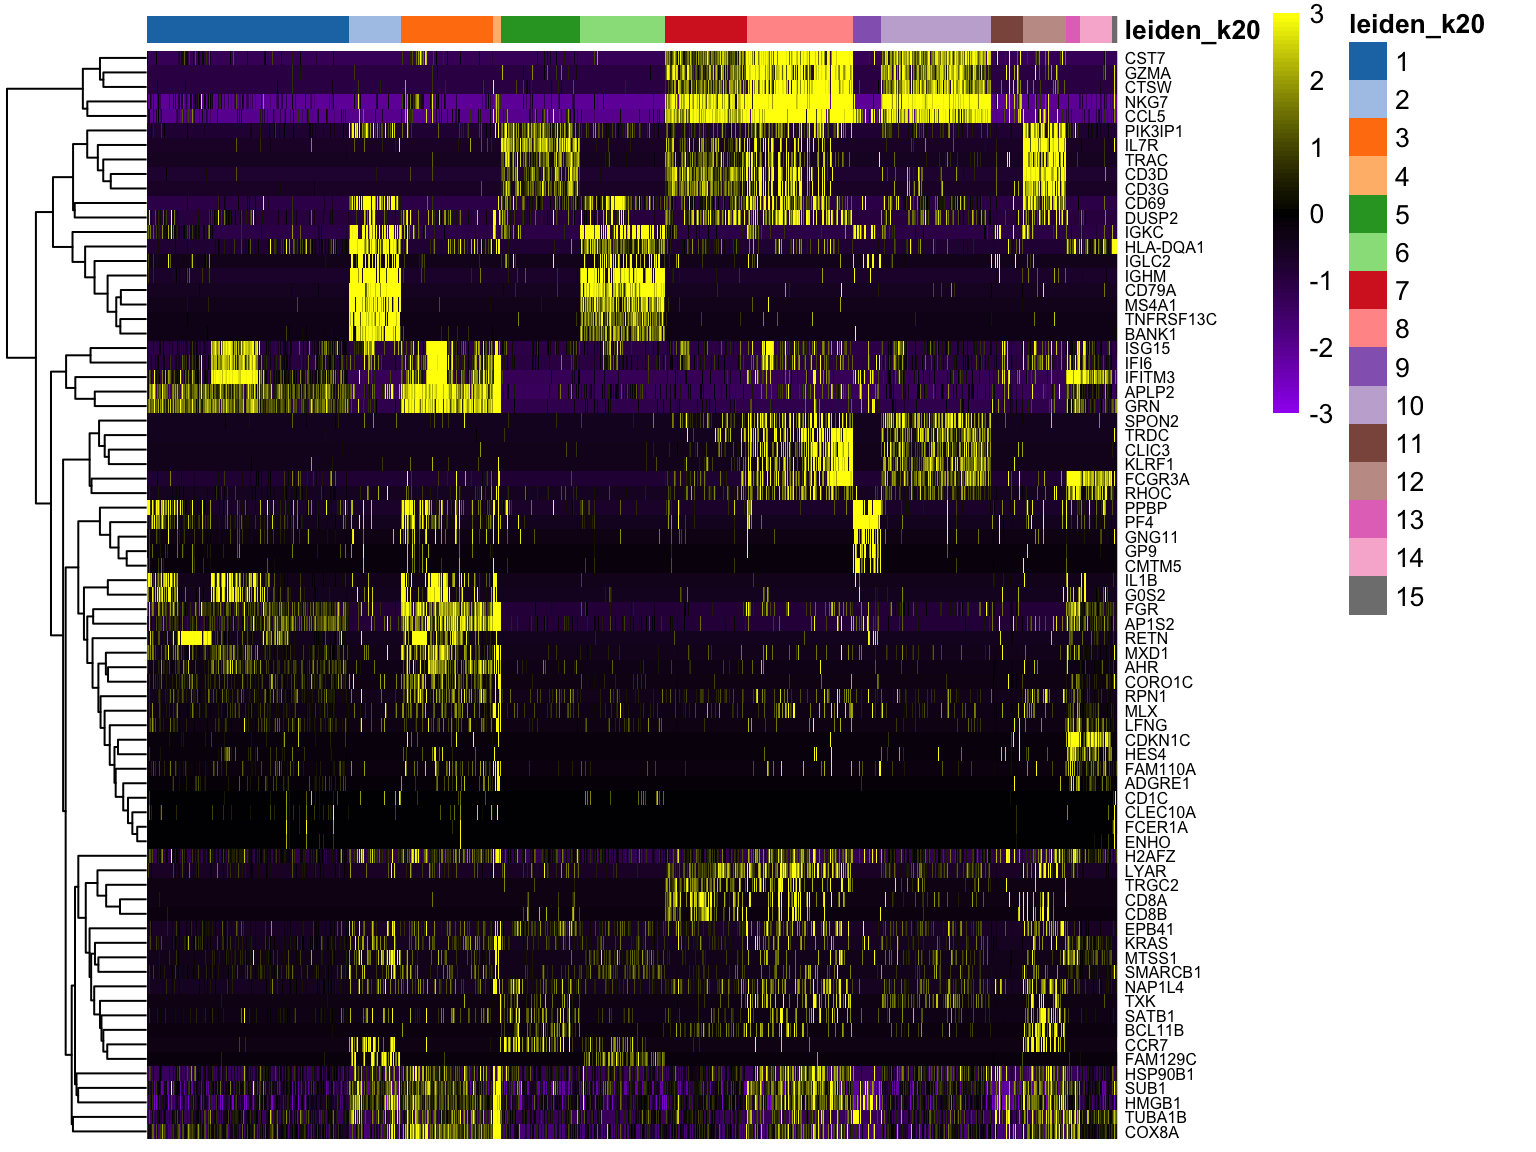 leiden_k20
CST7
GZMA
CTSW
NKG7
CCL5
PIK3IP1
IL7R
TRAC
CD3D
CD3G
CD69
DUSP2
IGKC
HLA-DQA1
IGLC2
IGHM
CD79A
MS4A1
TNFRSF13C
BANK1
ISG15
IFI6
IFITM3
APLP2
GRN
SPON2
TRDC
CLIC3
KLRF1
FCGR3A
RHOC
PPBP
PF4
GNG11
GP9
CMTM5
IL1B
G0S2
FGR
AP1S2
RETN
MXD1
AHR
CORO1C
RPN1
MLX
LFNG
CDKN1C
HES4
FAM110A
ADGRE1
CD1C
CLEC10A
FCER1A
ENHO
H2AFZ
LYAR
TRGC2
CD8A
CD8B
EPB41
KRAS
MTSS1
SMARCB1
NAP1L4
TXK
SATB1
BCL11B
CCR7
FAM129C
HSP90B1
SUB1
HMGB1
TUBA1B
COX8A
3
2
1
0
-1
-2
-3
leiden_k20
1
2
3
4
5
6
7
8
9
10
11
12
13
14
15